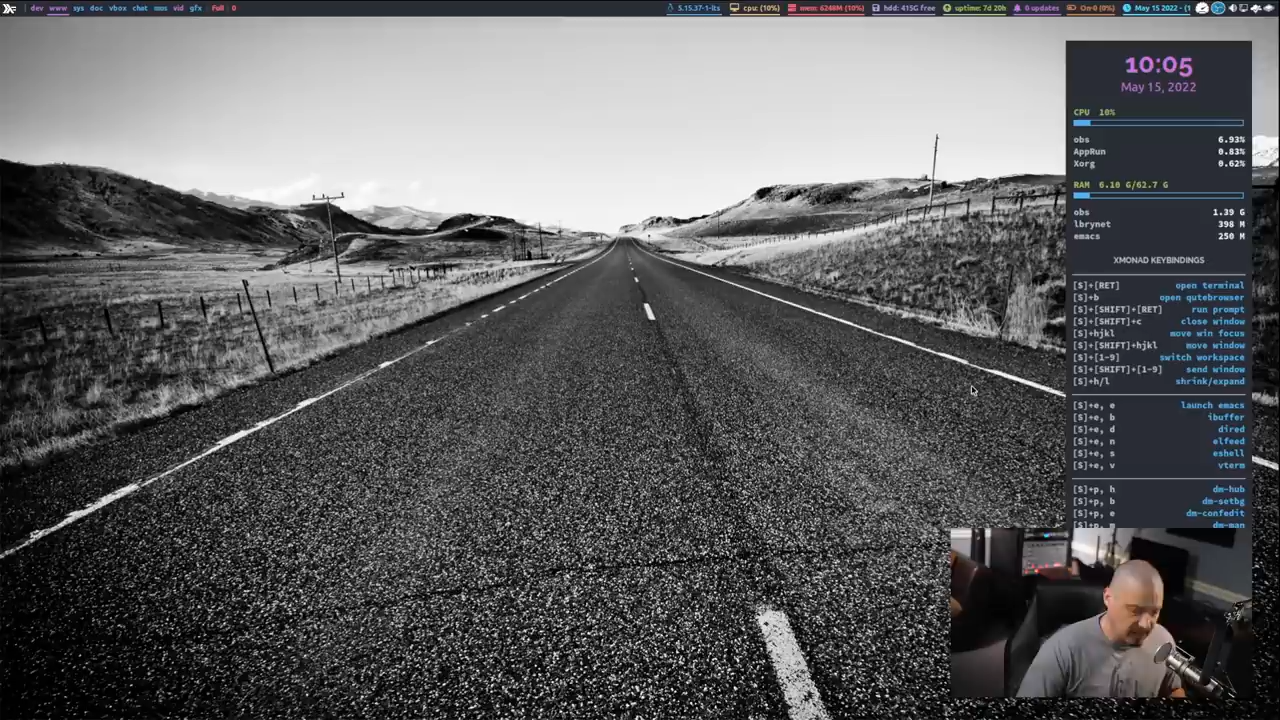 dev www sys doc vbox chat mus vid gfx | Full | 0
5.15.37-1-lts cpu: (10%) mem: 6248M (10%) hdd: 415G free uptime: 7d 20h 0 updates On-0 (0%) May 15 2022 - (1
10:05
May 15, 2022
CPU 10%
obs 6.93%
AppRun 0.83%
Xorg 0.62%
RAM 6.10 G/62.7 G
obs 1.39 G
lbrynet 398 M
emacs 250 M
XMONAD KEYBINDINGS
[S]+[RET] open terminal
[S]+b open qutebrowser
[S]+[SHIFT]+[RET] run prompt
[S]+[SHIFT]+c close window
[S]+hjkl move win focus
[S]+[SHIFT]+hjkl move window
[S]+[1-9] switch workspace
[S]+[SHIFT]+[1-9] send window
[S]+h/l shrink/expand
[S]+e, e launch emacs
[S]+e, b ibuffer
[S]+e, d dired
[S]+e, n elfeed
[S]+e, s eshell
[S]+e, v vterm
[S]+p, h dm-hub
[S]+p, b dm-setbg
[S]+p, e dm-confedit
[S]+p, m dm-man